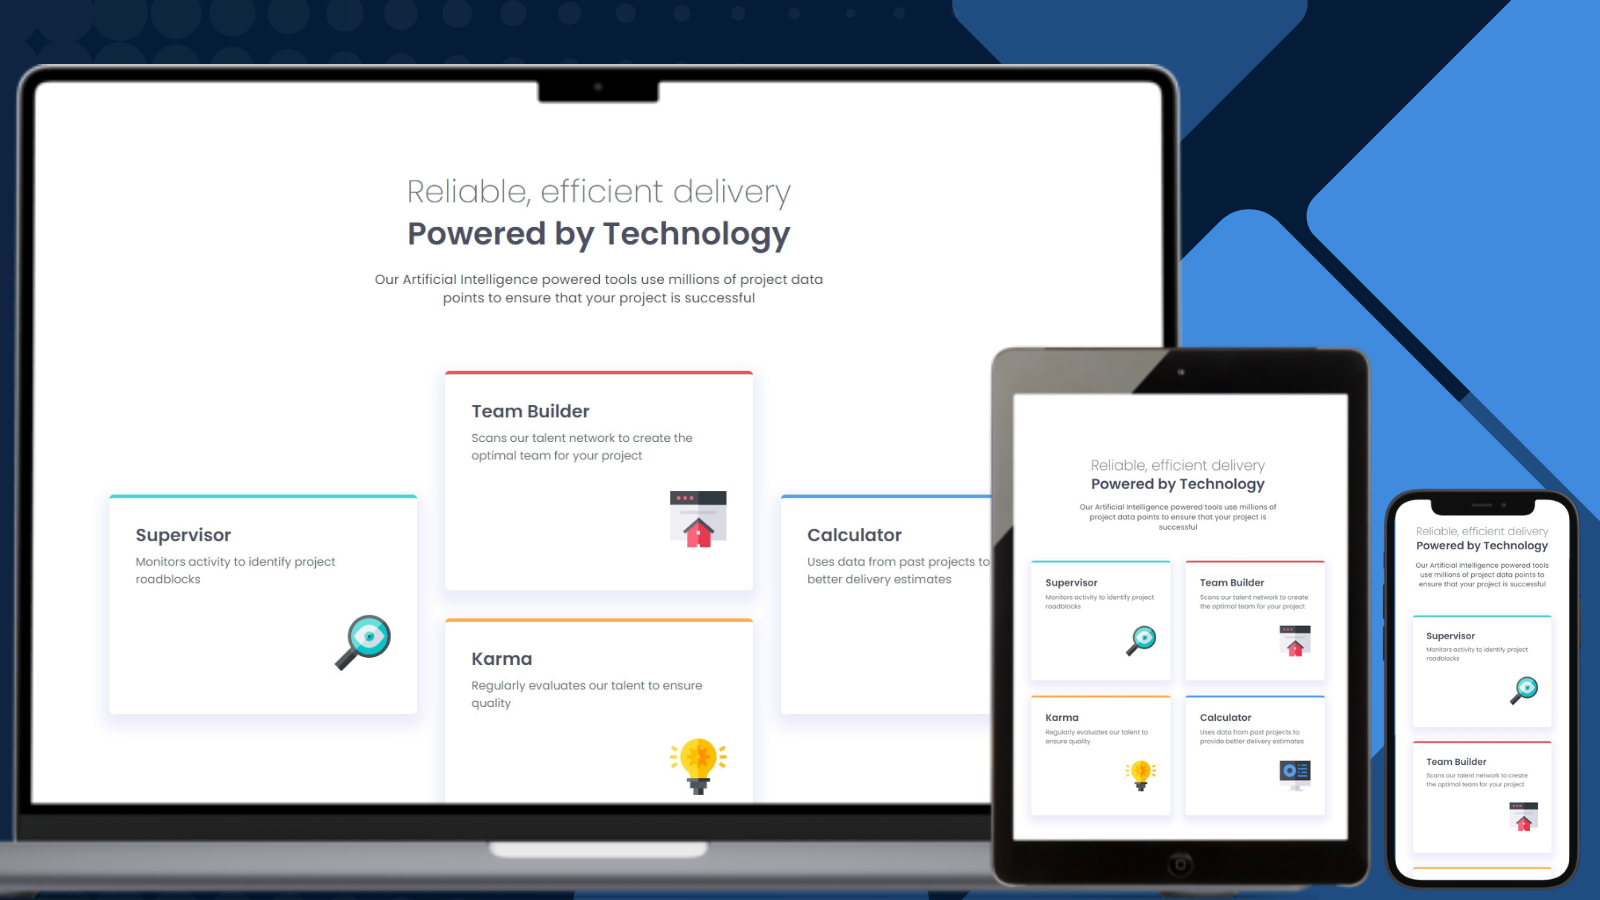 Reliable, efficient delivery
Powered by Technology
Our Artificial Intelligence powered tools use millions of project data
points to ensure that your project is successful
Team Builder
Scans our talent network to create the
optimal team for your project
Supervisor
Monitors activity to identify project
roadblocks
Calculator
Uses data from past projects to
better delivery estimates
Karma
Regularly evaluates our talent to ensure
quality
Reliable, efficient delivery
Powered by Technology
Our Artificial Intelligence powered tools use millions of
project data points to ensure that your project is
successful
Supervisor
Monitors activity to identify project
roadblocks
Team Builder
Scans our talent network to create
the optimal team for your project
Karma
Regularly evaluates our talent to
ensure quality
Calculator
Uses data from past projects to
provide better delivery estimates
Reliable, efficient delivery
Powered by Technology
Our Artificial Intelligence powered tools
use millions of project data points to
ensure that your project is successful
Supervisor
Monitors activity to identify project
roadblocks
Team Builder
Scans our talent network to create
the optimal team for your project